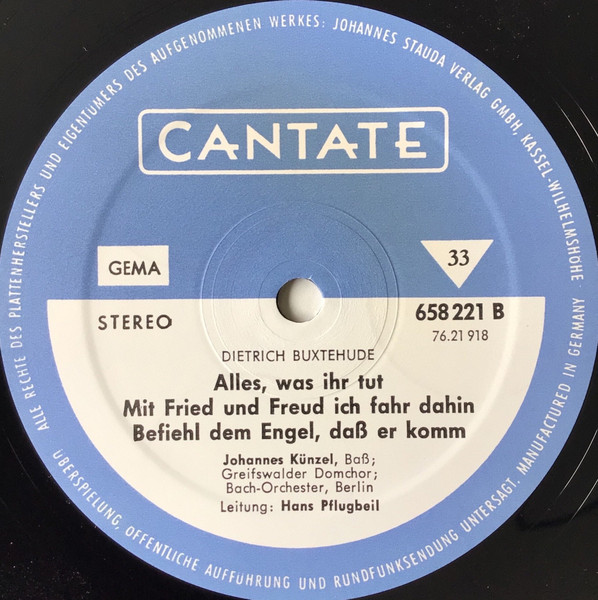 ALLE RECHTE DES PLATTENHERSTELLERS UND EIGENTÜMERS DES AUFGENOMMENEN WERKES: JOHANNES STAUDA VERLAG GMBH, KASSEL-WILHELMSHÖHE
CANTATE
GEMA
33
STEREO
658 221 B
76.21 918
DIETRICH BUXTEHUDE
Alles, was ihr tut
Mit Fried und Freud ich fahr dahin
Befiehl dem Engel, daß er komm
Johannes Künzel, Baß;
Greifswalder Domchor;
Bach-Orchester, Berlin
Leitung: Hans Pflugbeil
ÜBERSPIELUNG, ÖFFENTLICHE AUFFÜHRUNG UND RUNDFUNKSENDUNG UNTERSAGT. MANUFACTURED IN GERMANY